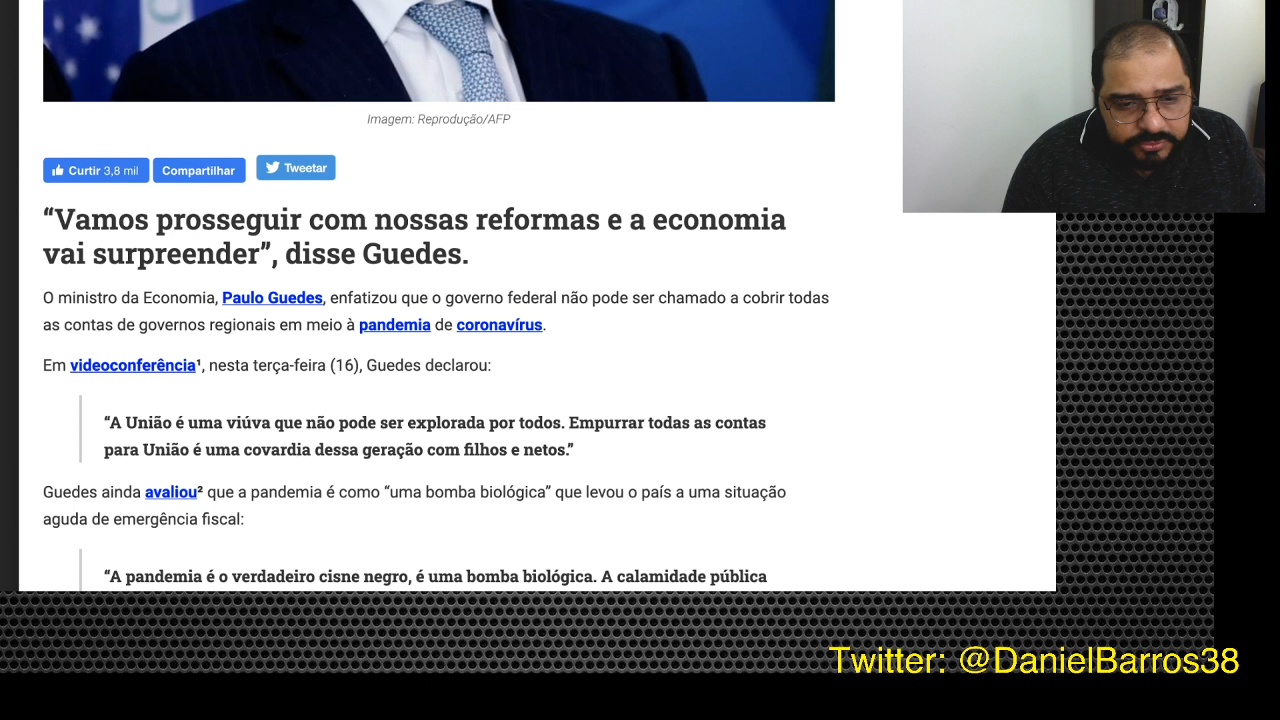 Imagem: Reprodução/AFP
Curtir 3,8 mil
Compartilhar
Tweetar
“Vamos prosseguir com nossas reformas e a economia
vai surpreender”, disse Guedes.
O ministro da Economia, Paulo Guedes, enfatizou que o governo federal não pode ser chamado a cobrir todas
as contas de governos regionais em meio à pandemia de coronavírus.
Em videoconferência¹, nesta terça-feira (16), Guedes declarou:
“A União é uma viúva que não pode ser explorada por todos. Empurrar todas as contas
para União é uma covardia dessa geração com filhos e netos.”
Guedes ainda avaliou² que a pandemia é como “uma bomba biológica” que levou o país a uma situação
aguda de emergência fiscal:
“A pandemia é o verdadeiro cisne negro, é uma bomba biológica. A calamidade pública
Twitter: @DanielBarros38